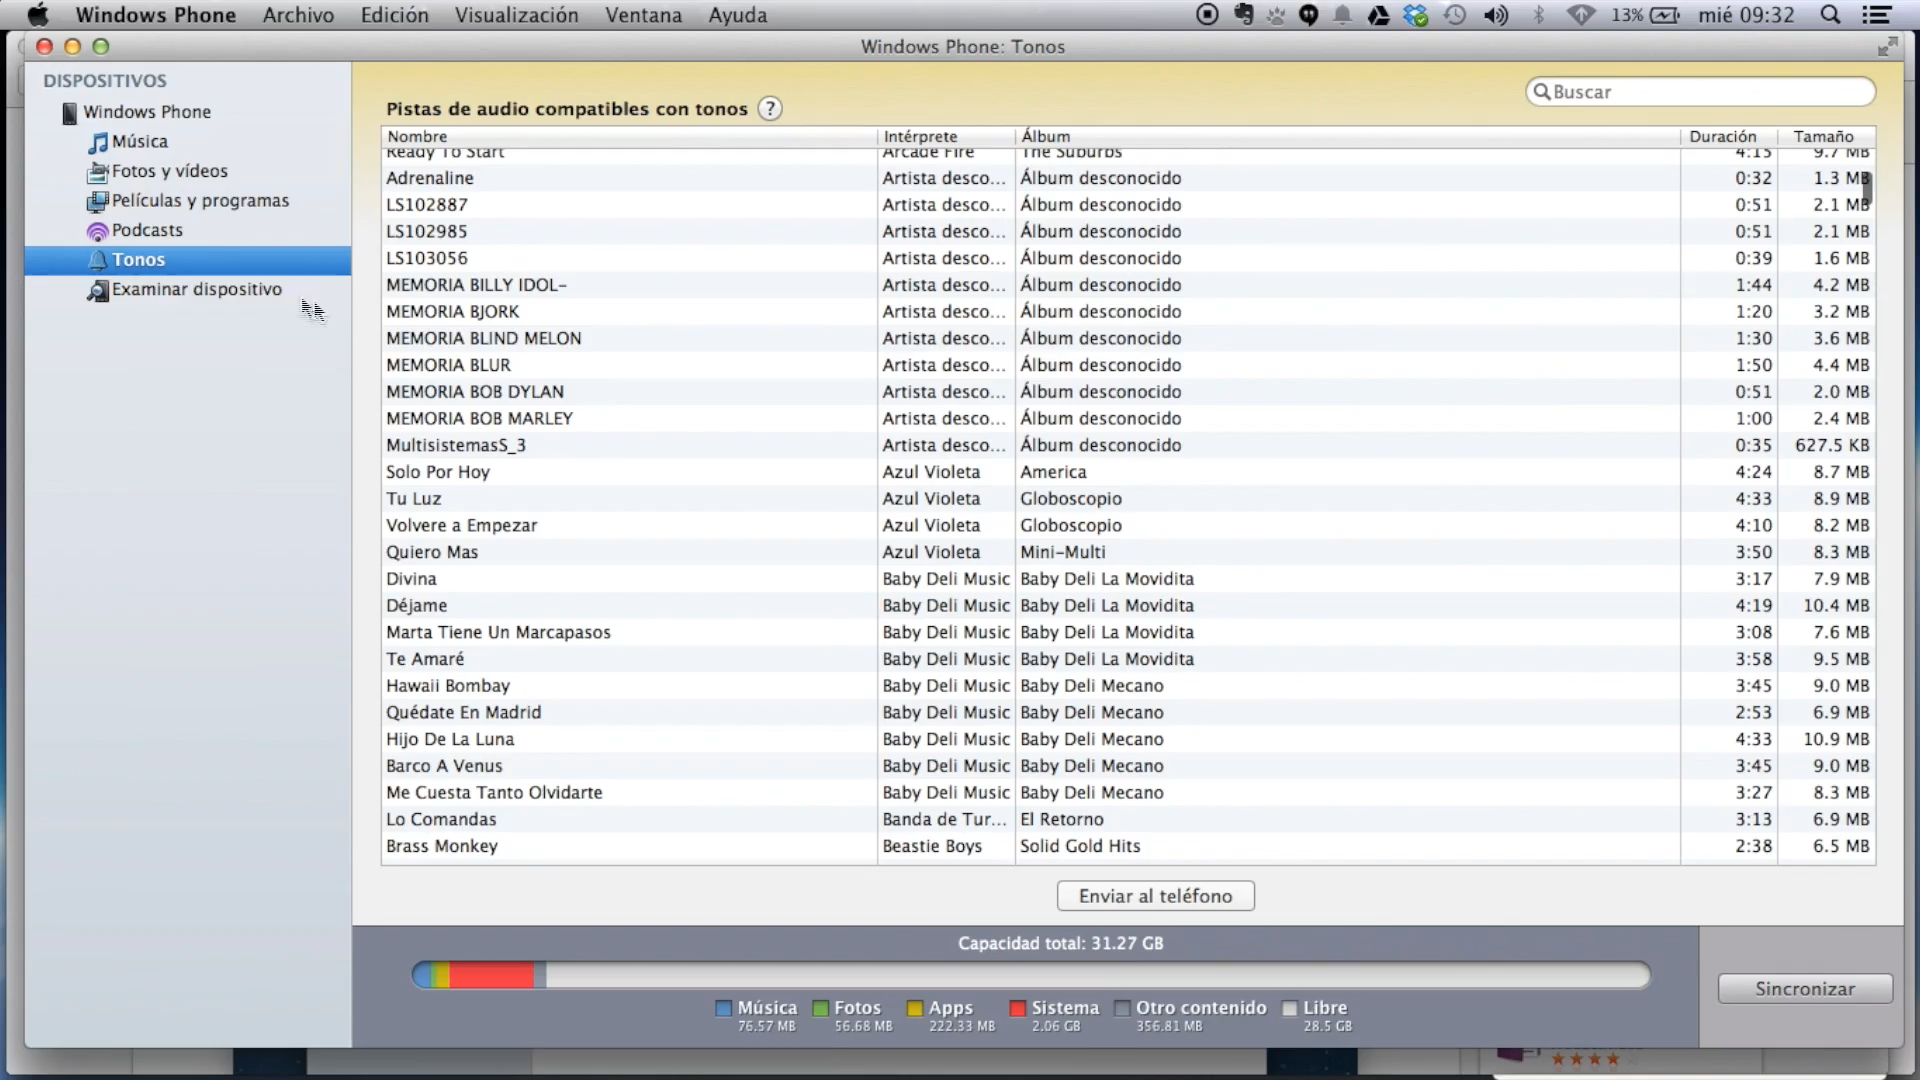 Windows Phone Archivo Edición Visualización Ventana Ayuda 13% mié 09:32
Windows Phone: Tonos
DISPOSITIVOS
Windows Phone
Música
Fotos y vídeos
Películas y programas
Podcasts
Tonos
Examinar dispositivo
Buscar
Pistas de audio compatibles con tonos ?
Nombre Intérprete Álbum Duración Tamaño
Ready To Start Arcade Fire The Suburbs 4:15 9.7 MB
Adrenaline Artista desco... Álbum desconocido 0:32 1.3 MB
LS102887 Artista desco... Álbum desconocido 0:51 2.1 MB
LS102985 Artista desco... Álbum desconocido 0:51 2.1 MB
LS103056 Artista desco... Álbum desconocido 0:39 1.6 MB
MEMORIA BILLY IDOL- Artista desco... Álbum desconocido 1:44 4.2 MB
MEMORIA BJORK Artista desco... Álbum desconocido 1:20 3.2 MB
MEMORIA BLIND MELON Artista desco... Álbum desconocido 1:30 3.6 MB
MEMORIA BLUR Artista desco... Álbum desconocido 1:50 4.4 MB
MEMORIA BOB DYLAN Artista desco... Álbum desconocido 0:51 2.0 MB
MEMORIA BOB MARLEY Artista desco... Álbum desconocido 1:00 2.4 MB
MultisistemasS_3 Artista desco... Álbum desconocido 0:35 627.5 KB
Solo Por Hoy Azul Violeta America 4:24 8.7 MB
Tu Luz Azul Violeta Globoscopio 4:33 8.9 MB
Volvere a Empezar Azul Violeta Globoscopio 4:10 8.2 MB
Quiero Mas Azul Violeta Mini-Multi 3:50 8.3 MB
Divina Baby Deli Music Baby Deli La Movidita 3:17 7.9 MB
Déjame Baby Deli Music Baby Deli La Movidita 4:19 10.4 MB
Marta Tiene Un Marcapasos Baby Deli Music Baby Deli La Movidita 3:08 7.6 MB
Te Amaré Baby Deli Music Baby Deli La Movidita 3:58 9.5 MB
Hawaii Bombay Baby Deli Music Baby Deli Mecano 3:45 9.0 MB
Quédate En Madrid Baby Deli Music Baby Deli Mecano 2:53 6.9 MB
Hijo De La Luna Baby Deli Music Baby Deli Mecano 4:33 10.9 MB
Barco A Venus Baby Deli Music Baby Deli Mecano 3:45 9.0 MB
Me Cuesta Tanto Olvidarte Baby Deli Music Baby Deli Mecano 3:27 8.3 MB
Lo Comandas Banda de Tur... El Retorno 3:13 6.9 MB
Brass Monkey Beastie Boys Solid Gold Hits 2:38 6.5 MB
Enviar al teléfono
Capacidad total: 31.27 GB
Música Fotos Apps Sistema Otro contenido Libre
76.57 MB 56.68 MB 222.33 MB 2.06 GB 356.81 MB 28.5 GB
Sincronizar